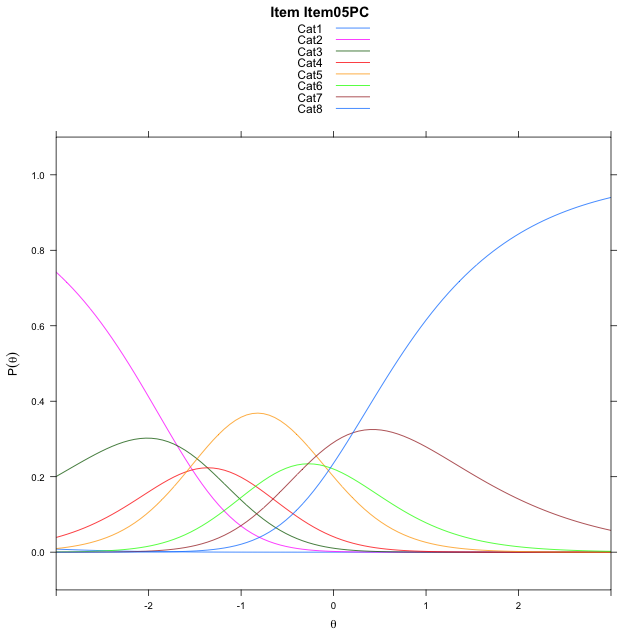 Item Item05PC
Cat1
Cat2
Cat3
Cat4
Cat5
Cat6
Cat7
Cat8
1.0
0.8
0.6
0.4
0.2
0.0
P(θ)
-2 -1 0 1 2
θ